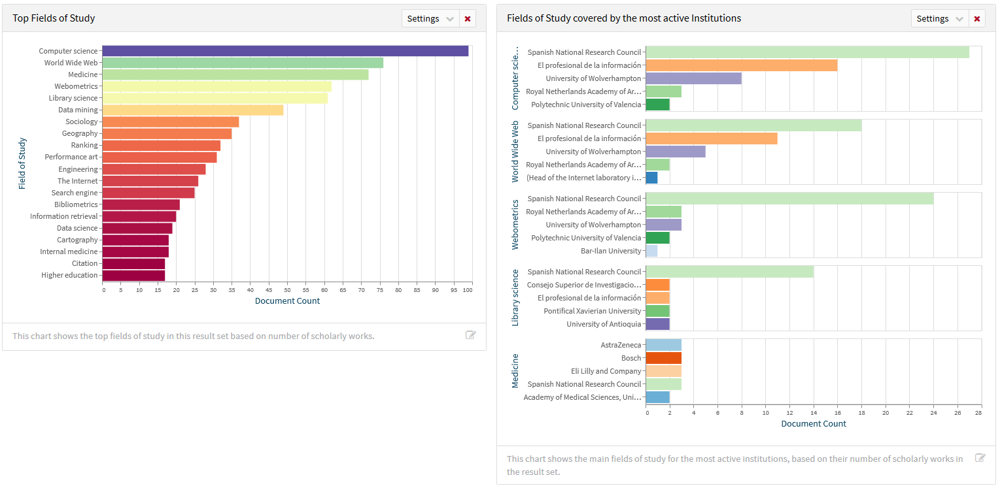 Top Fields of Study
Settings
Field of Study
Computer science
World Wide Web
Medicine
Webometrics
Library science
Data mining
Sociology
Geography
Ranking
Performance art
Engineering
The Internet
Search engine
Bibliometrics
Information retrieval
Data science
Cartography
Internal medicine
Citation
Higher education
0 5 10 15 20 25 30 35 40 45 50 55 60 65 70 75 80 85 90 95 100
Document Count
This chart shows the top fields of study in this result set based on number of scholarly works.
Fields of Study covered by the most active Institutions
Settings
Computer scie…
Spanish National Research Council
El profesional de la información
University of Wolverhampton
Royal Netherlands Academy of Ar…
Polytechnic University of Valencia
World Wide Web
Spanish National Research Council
El profesional de la información
University of Wolverhampton
Royal Netherlands Academy of Ar…
(Head of the Internet laboratory i…
Webometrics
Spanish National Research Council
Royal Netherlands Academy of Ar…
University of Wolverhampton
Polytechnic University of Valencia
Bar-Ilan University
Library science
Spanish National Research Council
Consejo Superior de Investigacio…
El profesional de la información
Pontifical Xavierian University
University of Antioquia
Medicine
AstraZeneca
Bosch
Eli Lilly and Company
Spanish National Research Council
Academy of Medical Sciences, Uni…
0 2 4 6 8 10 12 14 16 18 20 22 24 26 28
Document Count
This chart shows the main fields of study for the most active institutions, based on their number of scholarly works in
the result set.